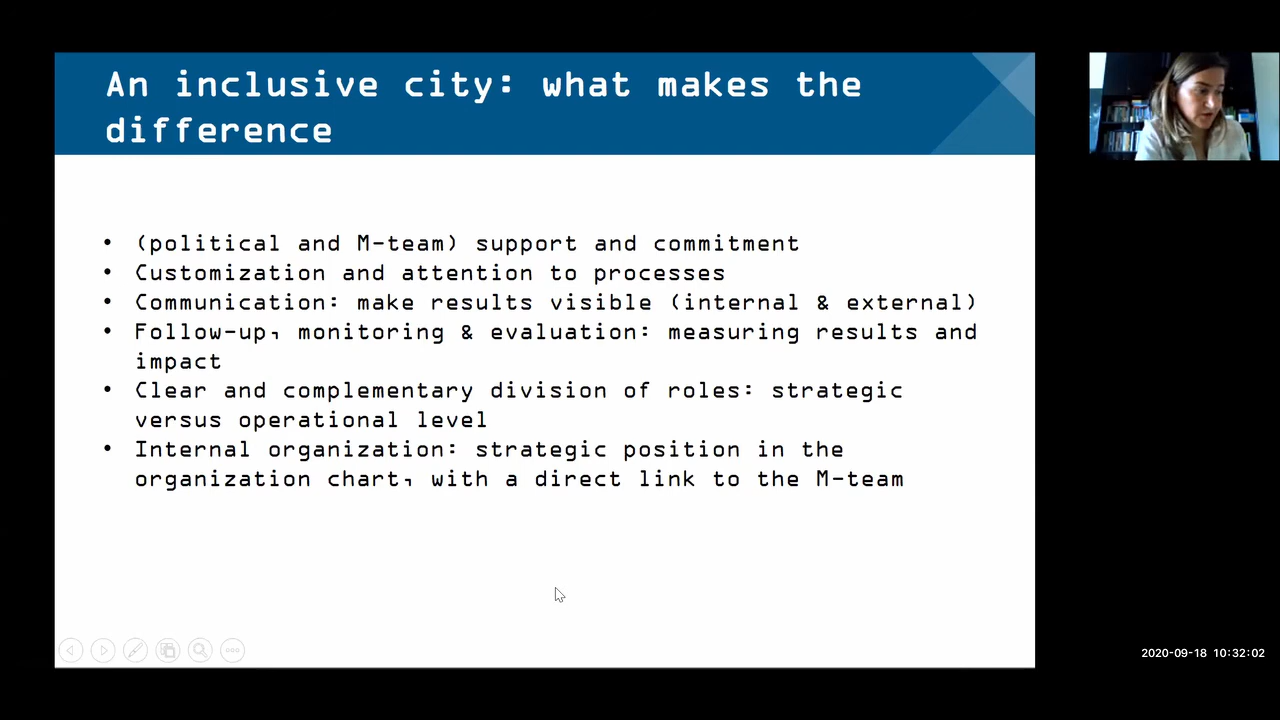 An inclusive city: what makes the
difference
• (political and M-team) support and commitment
• Customization and attention to processes
• Communication: make results visible (internal & external)
• Follow-up, monitoring & evaluation: measuring results and
impact
• Clear and complementary division of roles: strategic
versus operational level
• Internal organization: strategic position in the
organization chart, with a direct link to the M-team
2020-09-18 10:32:02